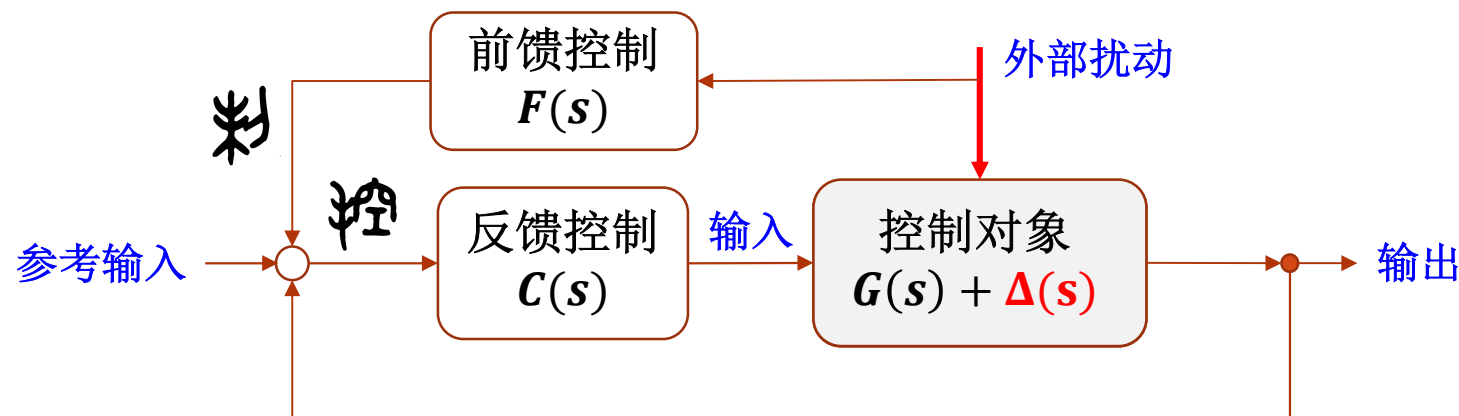 前馈控制
F(s)
外部扰动
控
参考输入
反馈控制
C(s)
输入
控制对象
G(s) + Δ(s)
输出